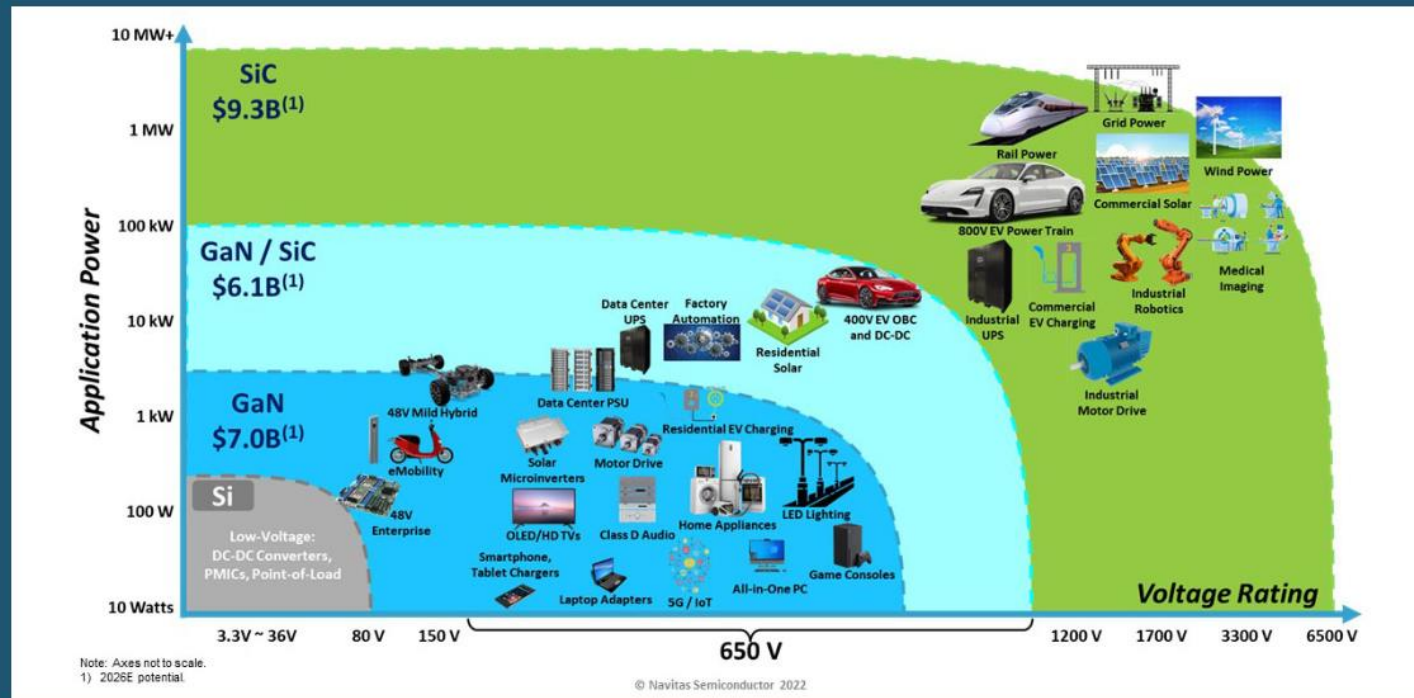 10 MW+
1 MW
100 kW
10 kW
1 kW
100 W
10 Watts
Application Power
SiC
$9.3B(1)
GaN / SiC
$6.1B(1)
GaN
$7.0B(1)
Si
Low-Voltage:
DC-DC Converters,
PMICs, Point-of-Load
Rail Power
Grid Power
Wind Power
Commercial Solar
800V EV Power Train
Industrial
UPS
Commercial
EV Charging
Industrial
Robotics
Medical
Imaging
Industrial
Motor Drive
Data Center
UPS
Factory
Automation
Residential
Solar
400V EV OBC
and DC-DC
48V Mild Hybrid
Data Center PSU
Residential EV Charging
eMobility
Solar
Microinverters
Motor Drive
48V
Enterprise
OLED/HD TVs
Class D Audio
Home Appliances
LED Lighting
Smartphone,
Tablet Chargers
Laptop Adapters
5G / IoT
All-in-One PC
Game Consoles
Voltage Rating
3.3V ~ 36V
80 V
150 V
650 V
1200 V
1700 V
3300 V
6500 V
Note: Axes not to scale.
1) 2026E potential.
© Navitas Semiconductor 2022